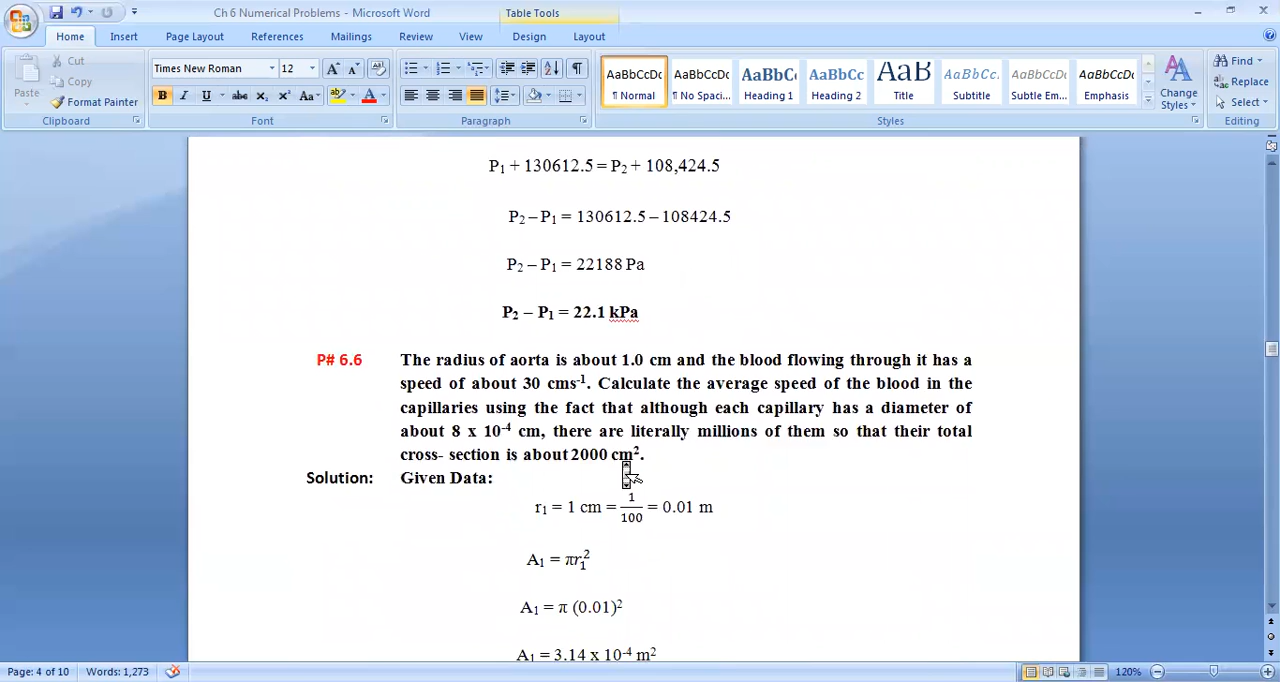 Ch 6 Numerical Problems - Microsoft Word
Table Tools
Home Insert Page Layout References Mailings Review View Design Layout
Paste
Cut
Copy
Format Painter
Clipboard
Times New Roman 12
Font
Paragraph
AaBbCcDc AaBbCcDc AaBbC AaBbCc AaB AaBbCc. AaBbCcDc AaBbCcDc
¶ Normal ¶ No Spaci... Heading 1 Heading 2 Title Subtitle Subtle Em... Emphasis
Change Styles
Styles
Find
Replace
Select
Editing
P₁ + 130612.5 = P₂ + 108,424.5
P₂ – P₁ = 130612.5 – 108424.5
P₂ – P₁ = 22188 Pa
P₂ – P₁ = 22.1 kPa
P# 6.6 The radius of aorta is about 1.0 cm and the blood flowing through it has a
speed of about 30 cms⁻¹. Calculate the average speed of the blood in the
capillaries using the fact that although each capillary has a diameter of
about 8 x 10⁻⁴ cm, there are literally millions of them so that their total
cross- section is about 2000 cm².
Solution: Given Data:
r₁ = 1 cm = 1/100 = 0.01 m
A₁ = πr₁²
A₁ = π (0.01)²
A₁ = 3.14 x 10⁻⁴ m²
Page: 4 of 10 Words: 1,273 120%